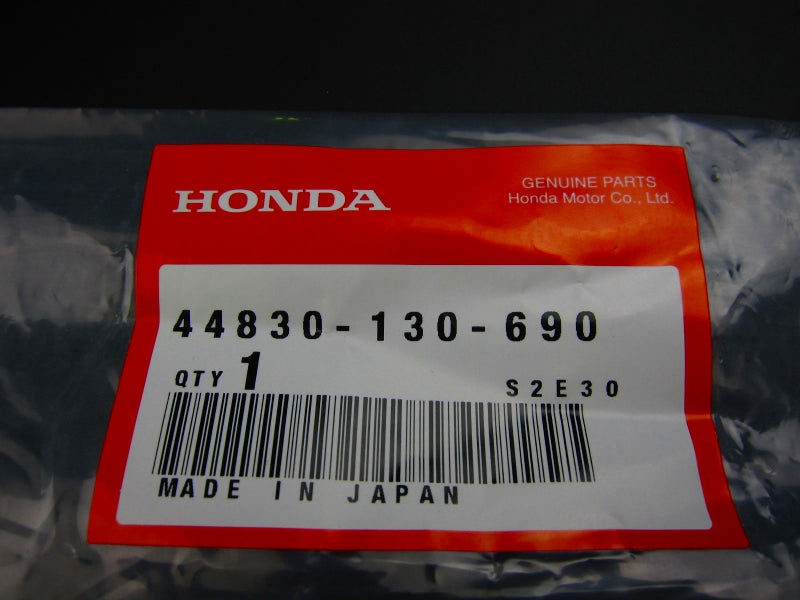 HONDA
GENUINE PARTS
Honda Motor Co., Ltd.
44830-130-690
QTY 1
S2E30
MADE IN JAPAN